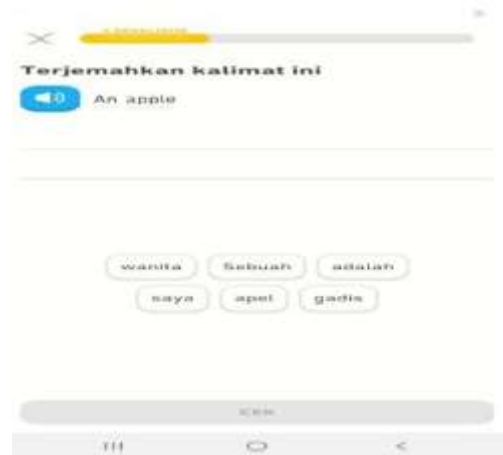 Terjemahkan kalimat ini
An apple
wanita Sebuah adalah
saya apel gadis
CEK